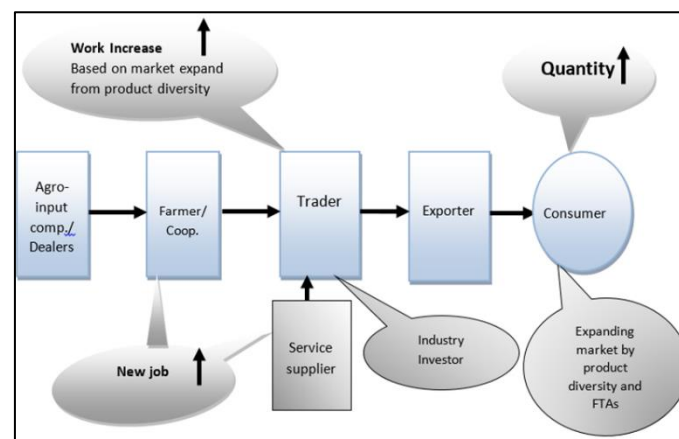 Work Increase
Based on market expand
from product diversity
Quantity
Agro-
input
comp./
Dealers
Farmer/
Coop.
Trader
Exporter
Consumer
New job
Service
supplier
Industry
Investor
Expanding
market by
product
diversity and
FTAs